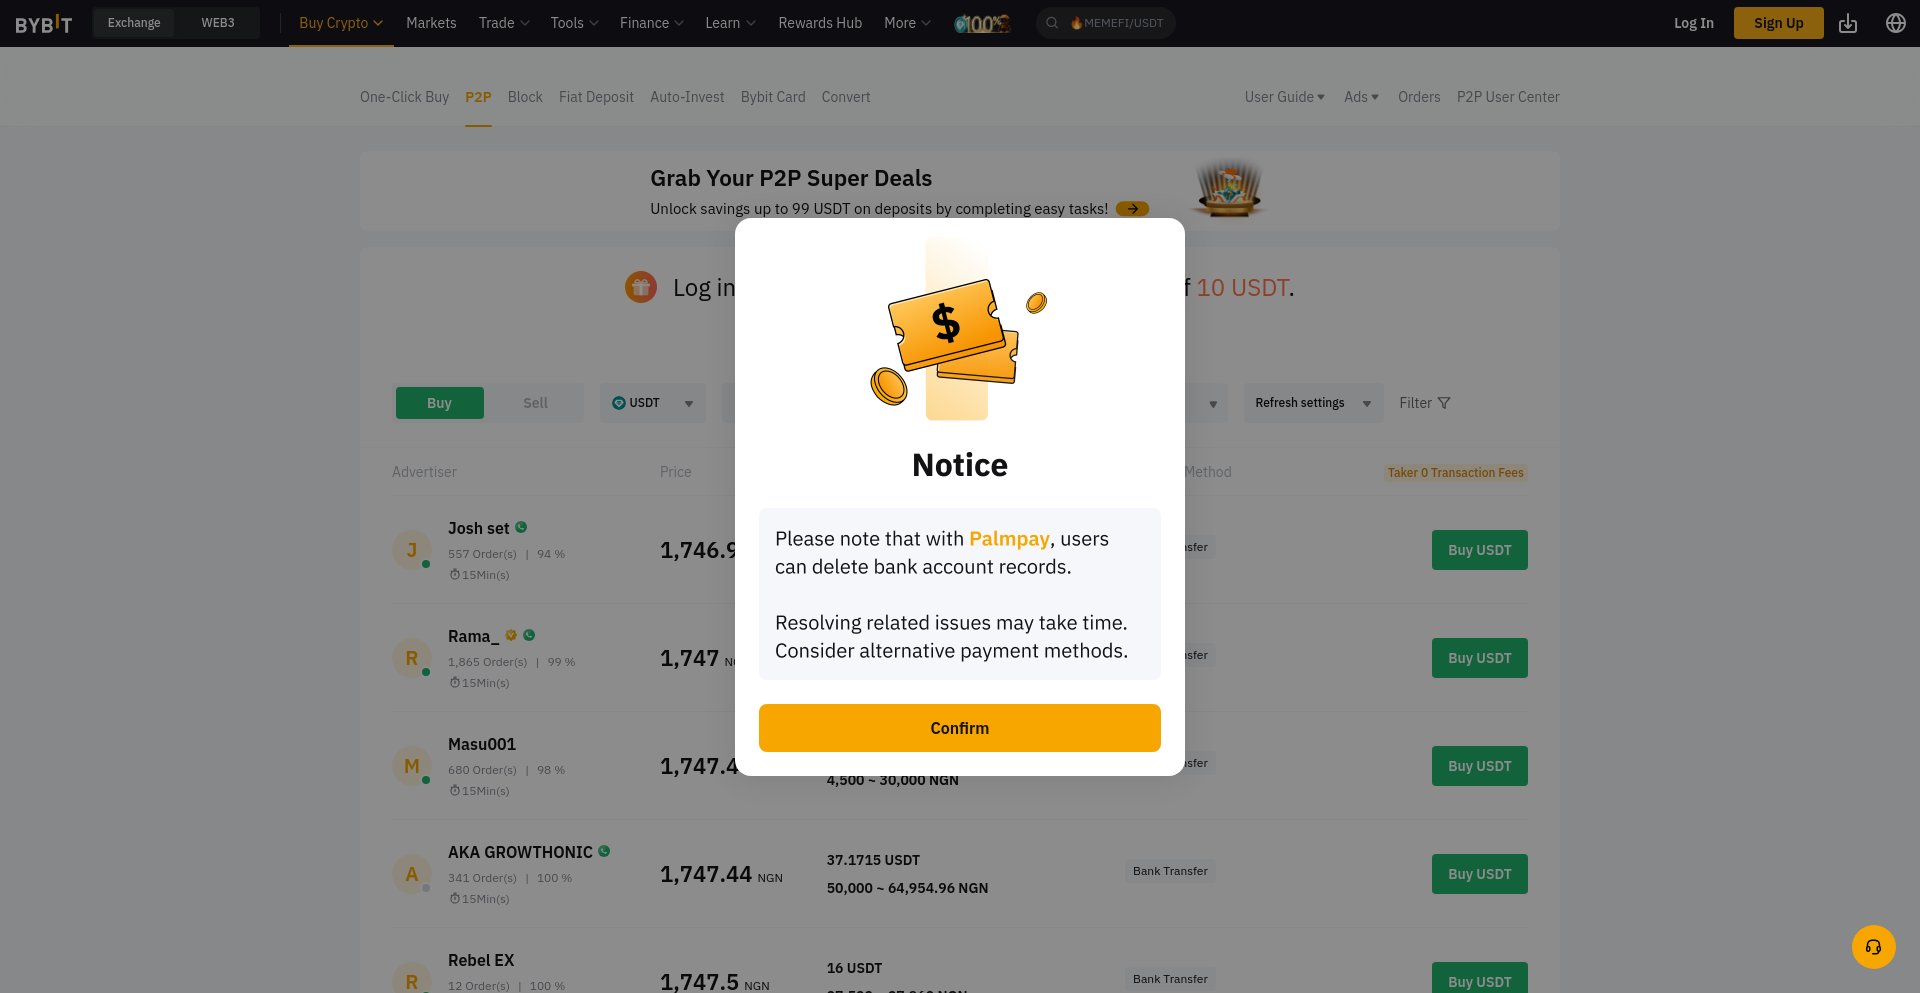 BYBIT
Exchange WEB3 Buy Crypto Markets Trade Tools Finance Learn Rewards Hub More 100% MEMEFI/USDT Log In Sign Up
One-Click Buy P2P Block Fiat Deposit Auto-Invest Bybit Card Convert User Guide Ads Orders P2P User Center
Grab Your P2P Super Deals
Unlock savings up to 99 USDT on deposits by completing easy tasks!
Log in 10 USDT.
$
Buy Sell USDT Refresh settings Filter
Notice
Advertiser Price Method Taker 0 Transaction Fees
Please note that with Palmpay, users
can delete bank account records.
Resolving related issues may take time.
Consider alternative payment methods.
Confirm
J Josh set
557 Order(s) | 94 %
15Min(s)
1,746.9
Buy USDT
R Rama_
1,865 Order(s) | 99 %
15Min(s)
1,747
Buy USDT
M Masu001
680 Order(s) | 98 %
15Min(s)
1,747.4
4,500 ~ 30,000 NGN
Buy USDT
A AKA GROWTHONIC
341 Order(s) | 100 %
15Min(s)
1,747.44 NGN
37.1715 USDT
50,000 ~ 64,954.96 NGN
Bank Transfer
Buy USDT
R Rebel EX
12 Order(s) | 100 %
1,747.5 NGN
16 USDT
Bank Transfer
Buy USDT